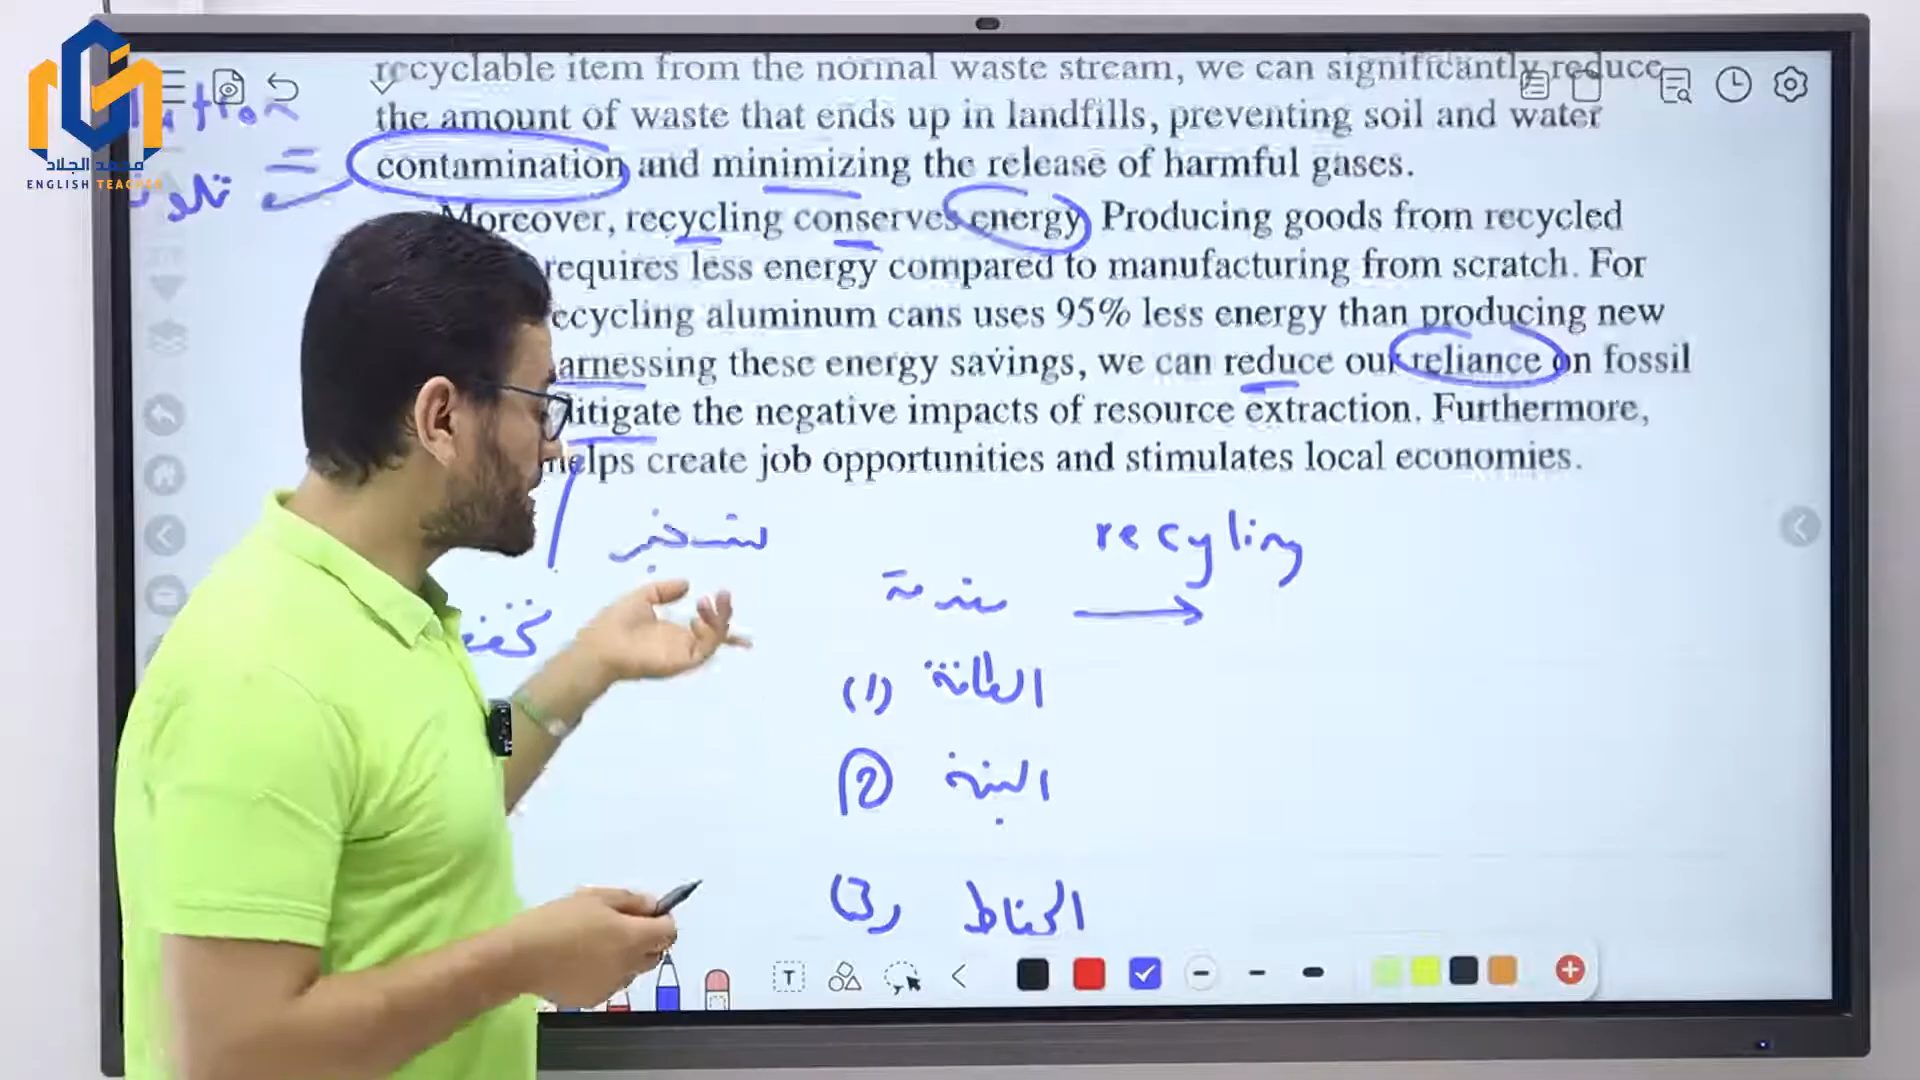 recyclable item from the normal waste stream, we can significantly reduce
the amount of waste that ends up in landfills, preventing soil and water
contamination and minimizing the release of harmful gases.
Moreover, recycling conserves energy. Producing goods from recycled
requires less energy compared to manufacturing from scratch. For
ecycling aluminum cans uses 95% less energy than producing new
arnessing these energy savings, we can reduce our reliance on fossil
itigate the negative impacts of resource extraction. Furthermore,
helps create job opportunities and stimulates local economies.
recyling
مقدمة
(1) الطاقة
2 البيئة
(3)
محمد الجلاد
ENGLISH TEACHER
T